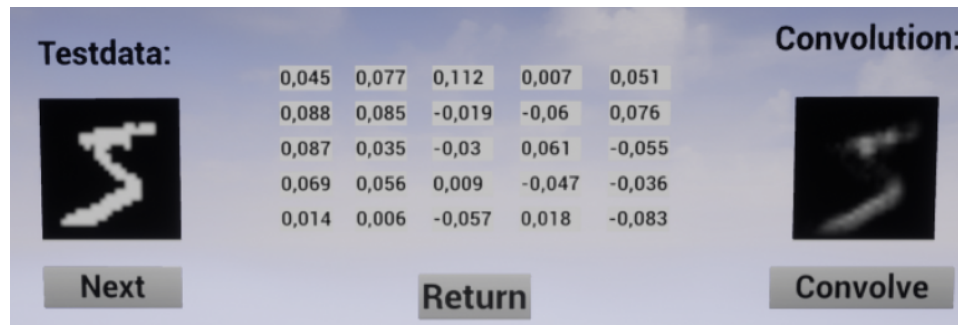 Testdata:
Convolution:
0,045 0,077 0,112 0,007 0,051
0,088 0,085 -0,019 -0,06 0,076
0,087 0,035 -0,03 0,061 -0,055
0,069 0,056 0,009 -0,047 -0,036
0,014 0,006 -0,057 0,018 -0,083
Next
Return
Convolve